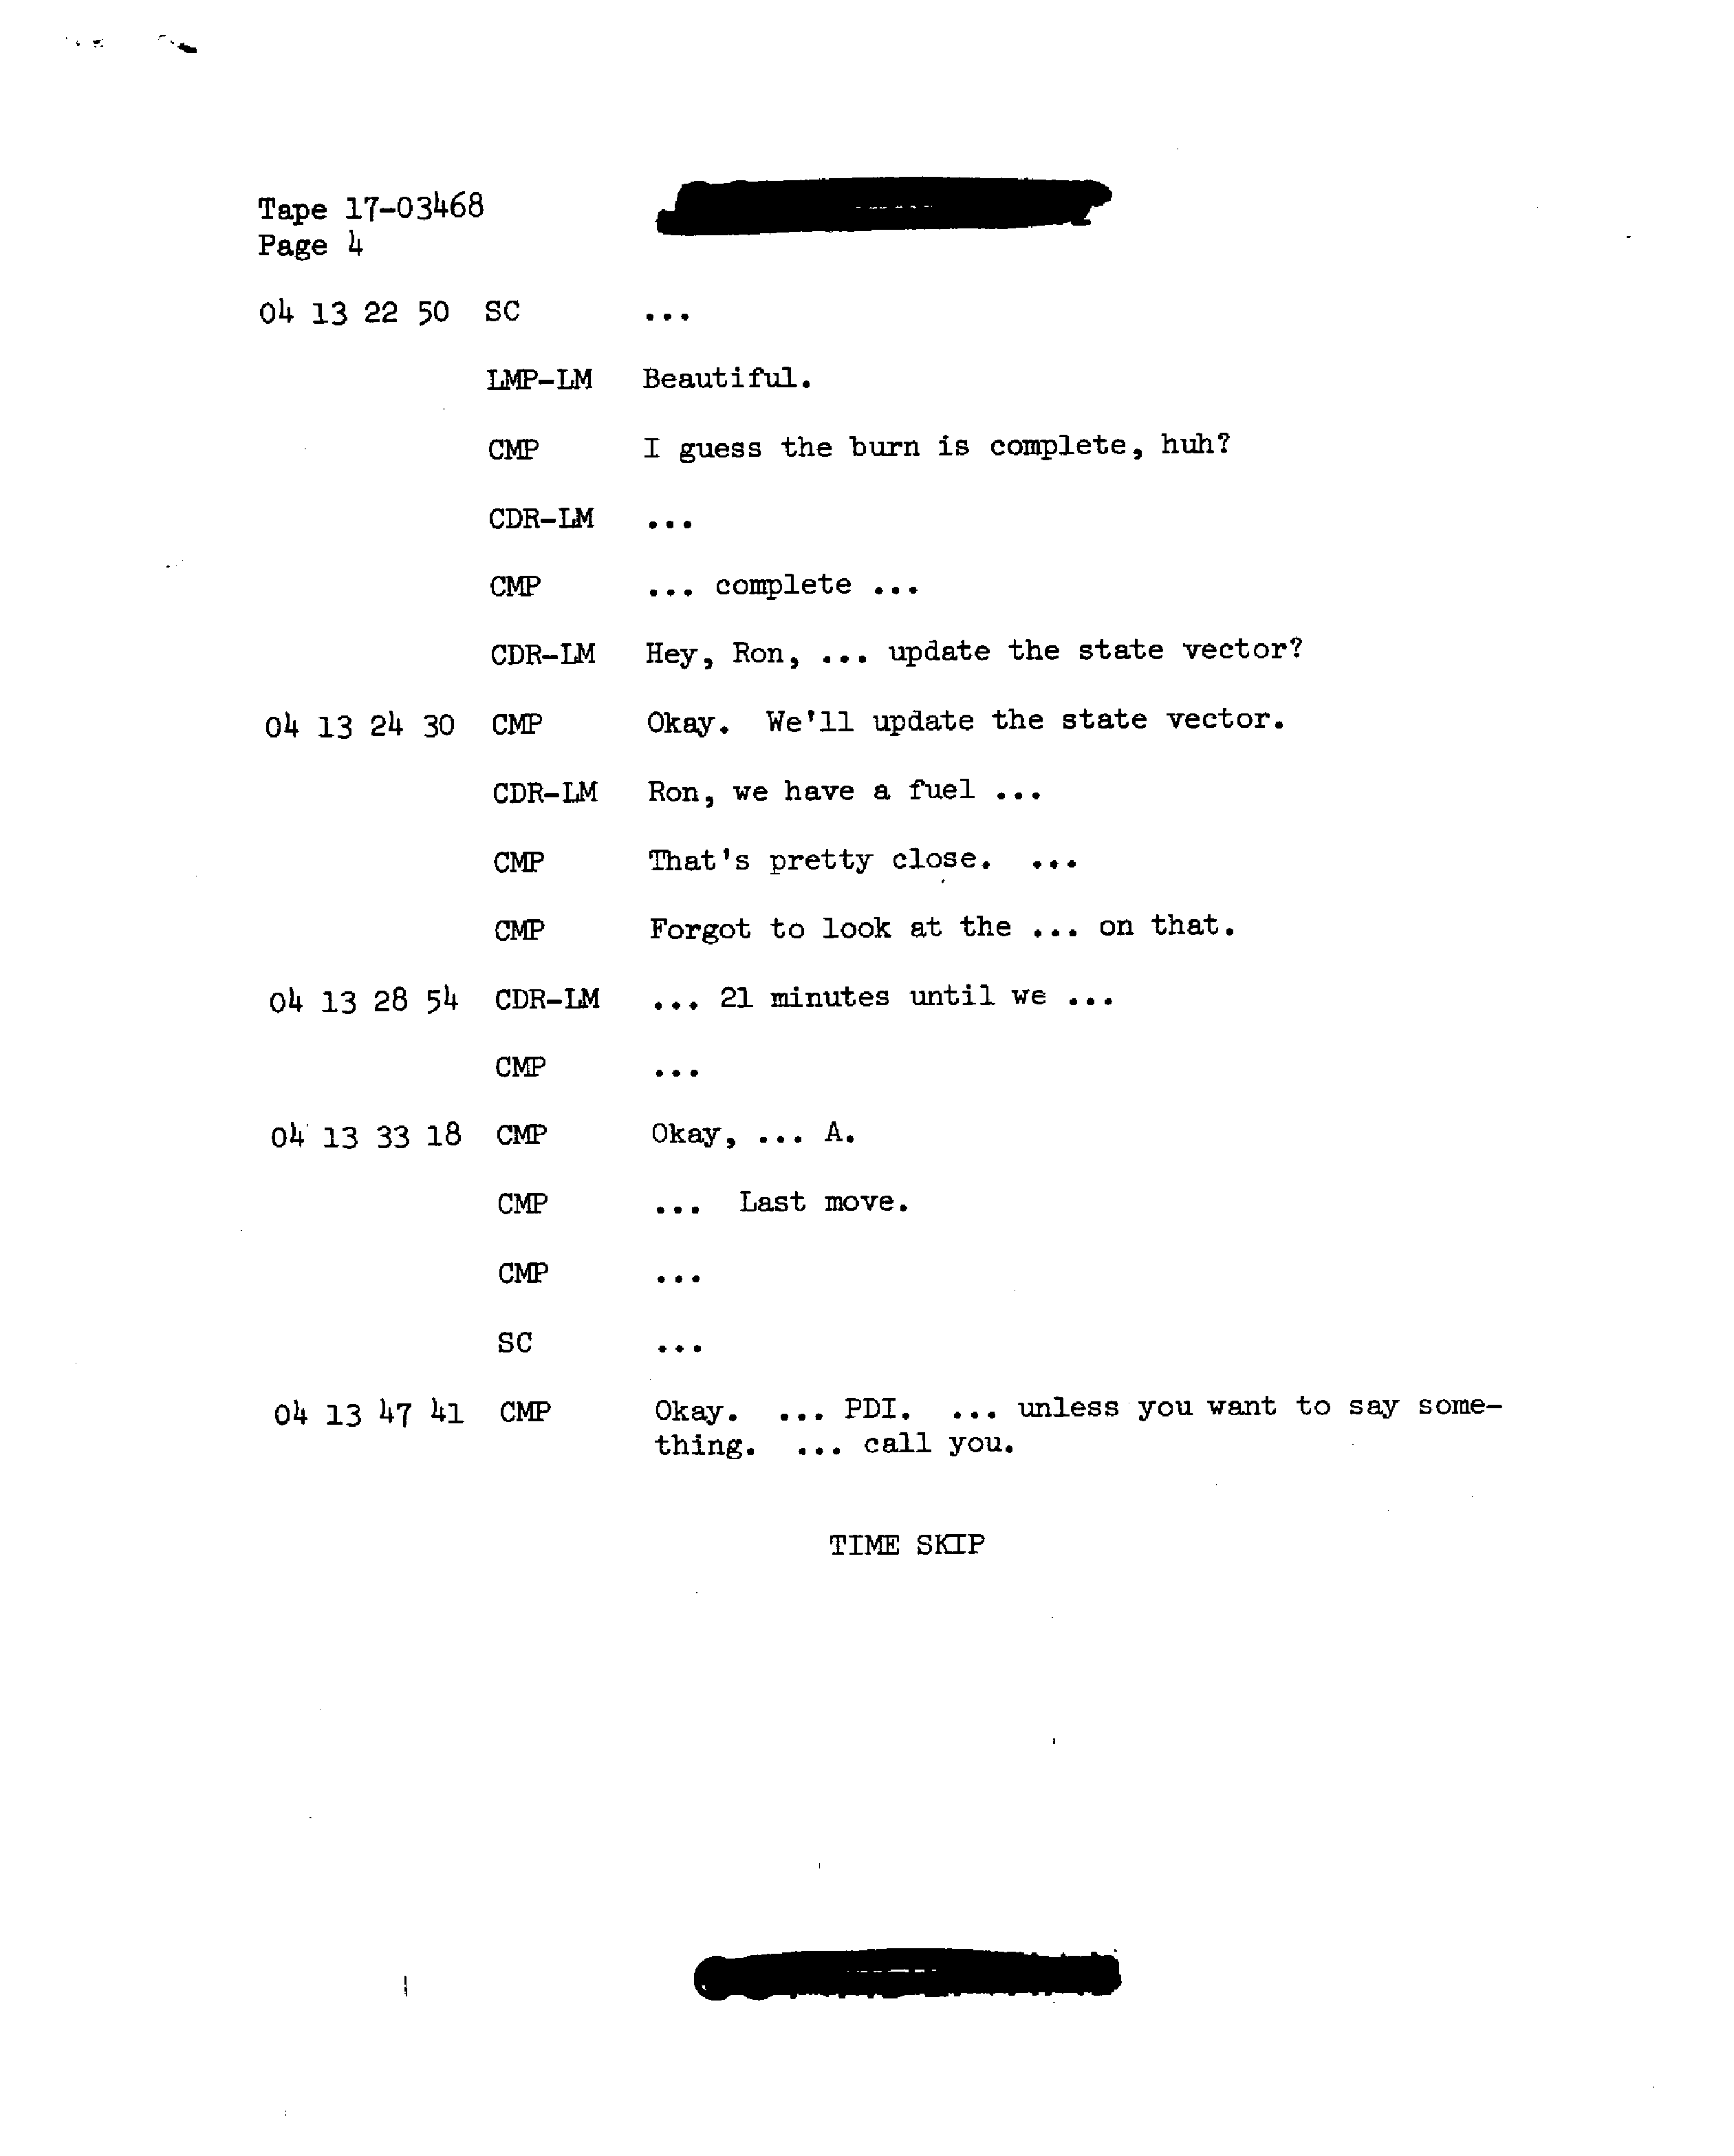 Tape 17-03468
Page 4
04 13 22 50 SC ...
LMP-LM Beautiful.
CMP I guess the burn is complete, huh?
CDR-LM ...
CMP ... complete ...
CDR-LM Hey, Ron, ... update the state vector?
04 13 24 30 CMP Okay. We'll update the state vector.
CDR-LM Ron, we have a fuel ...
CMP That's pretty close. ...
CMP Forgot to look at the ... on that.
04 13 28 54 CDR-LM ... 21 minutes until we ...
CMP ...
04 13 33 18 CMP Okay, ... A.
CMP ... Last move.
CMP ...
SC ...
04 13 47 41 CMP Okay. ... PDI. ... unless you want to say some-
thing. ... call you.
TIME SKIP